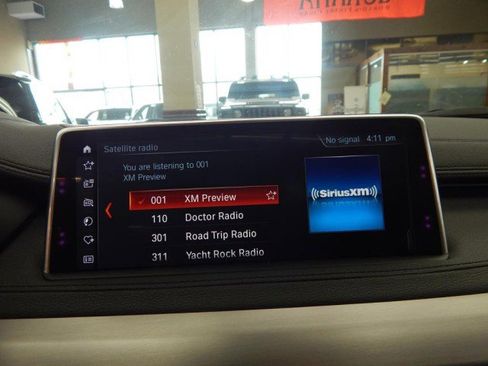 Satellite radio
No signal 4:11 pm
You are listening to 001
XM Preview
001 XM Preview
110 Doctor Radio
301 Road Trip Radio
311 Yacht Rock Radio
((SiriusXM))